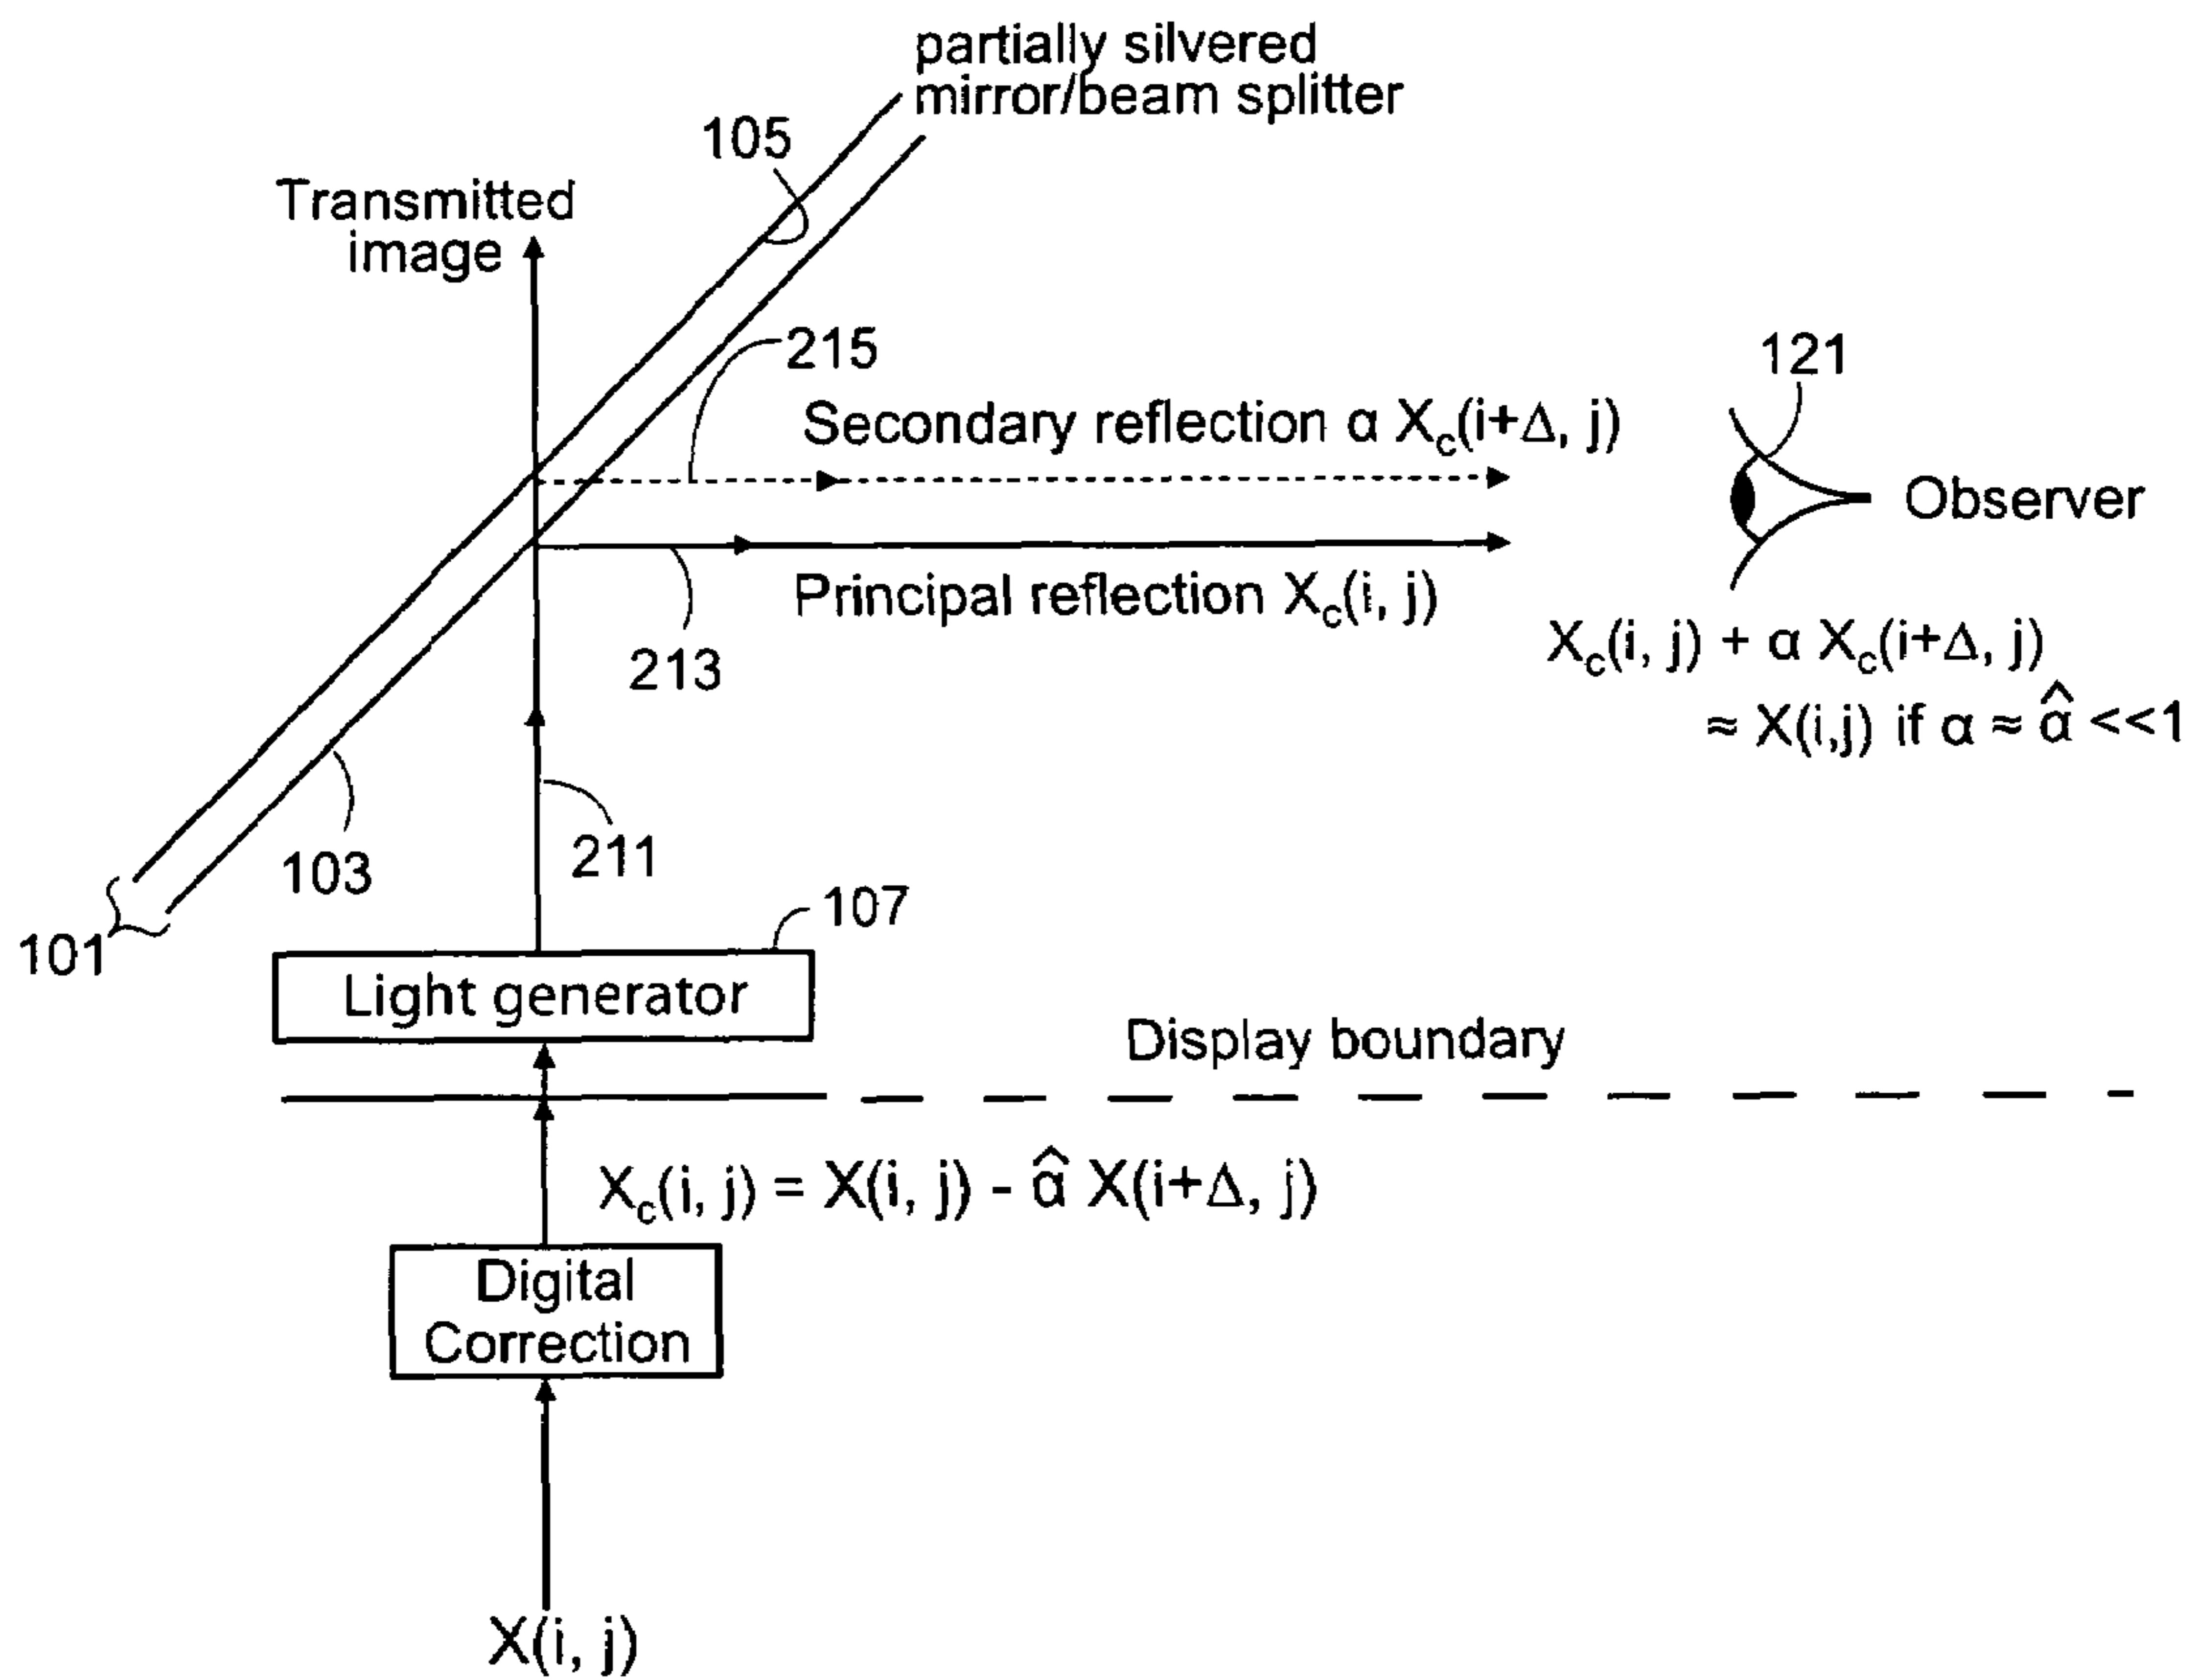 partially silvered
mirror/beam splitter
105
Transmitted
image
215
121
Secondary reflection α X_c(i+Δ, j)
Observer
Principal reflection X_c(i, j)
213
X_c(i, j) + α X_c(i+Δ, j)
≈ X(i,j) if α ≈ α̂ <<1
211
103
107
101
Light generator
Display boundary
X_c(i, j) = X(i, j) - α̂ X(i+Δ, j)
Digital
Correction
X(i, j)